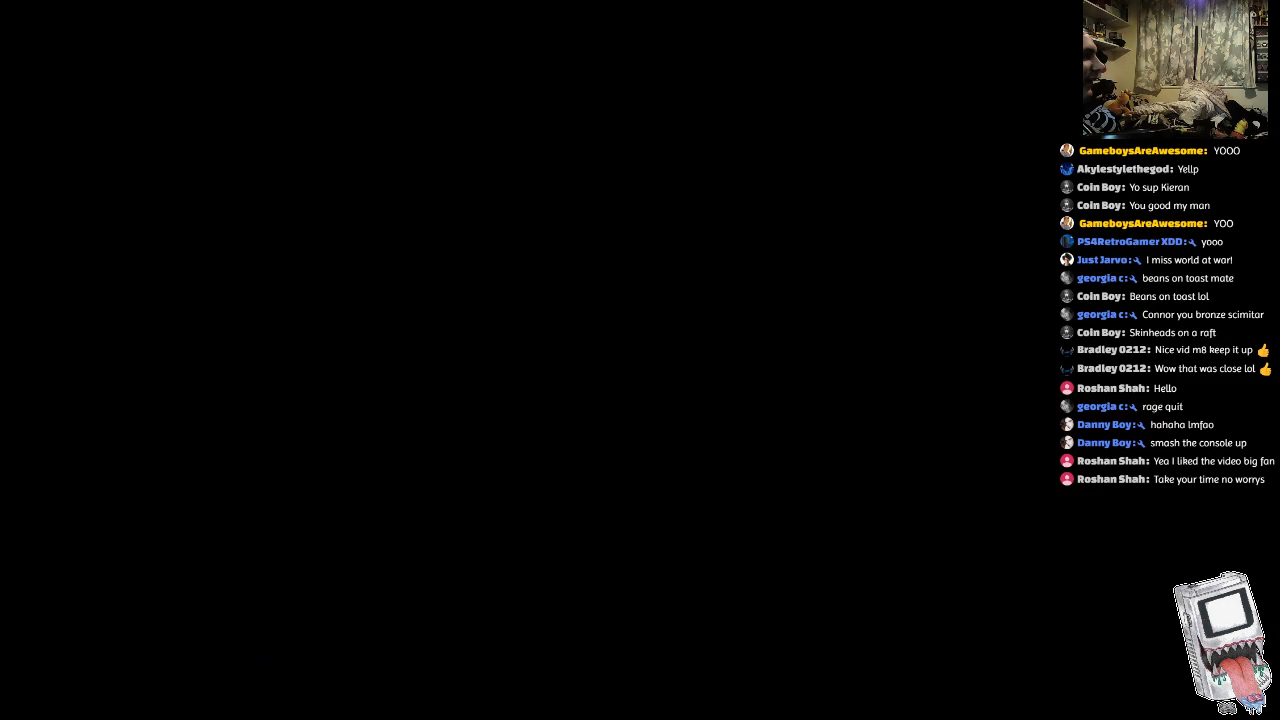 GameboysAreAwesome: YOOO
Akylestylethegod: Yellp
Coin Boy: Yo sup Kieran
Coin Boy: You good my man
GameboysAreAwesome: YOO
PS4RetroGamer XDD: yooo
Just Jarvo: I miss world at war!
georgia c: beans on toast mate
Coin Boy: Beans on toast lol
georgia c: Connor you bronze scimitar
Coin Boy: Skinheads on a raft
Bradley 0212: Nice vid m8 keep it up 👍
Bradley 0212: Wow that was close lol 👍
Roshan Shah: Hello
georgia c: rage quit
Danny Boy: hahaha lmfao
Danny Boy: smash the console up
Roshan Shah: Yea I liked the video big fan
Roshan Shah: Take your time no worrys